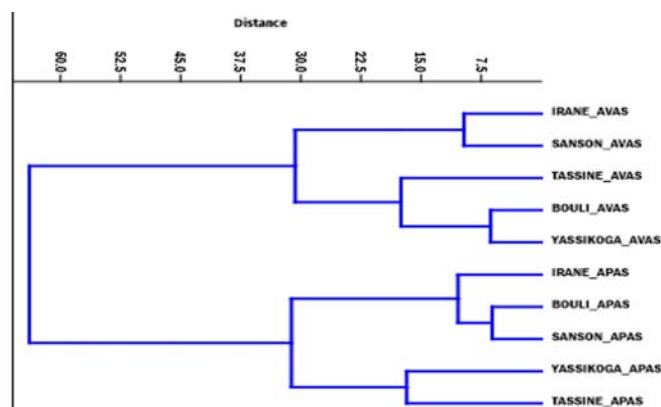 Distance
60.0 52.5 45.0 37.5 30.0 22.5 15.0 7.5
IRANE_AVAS
SANSON_AVAS
TASSINE_AVAS
BOULI_AVAS
YASSIKOGA_AVAS
IRANE_APAS
BOULI_APAS
SANSON_APAS
YASSIKOGA_APAS
TASSINE_APAS